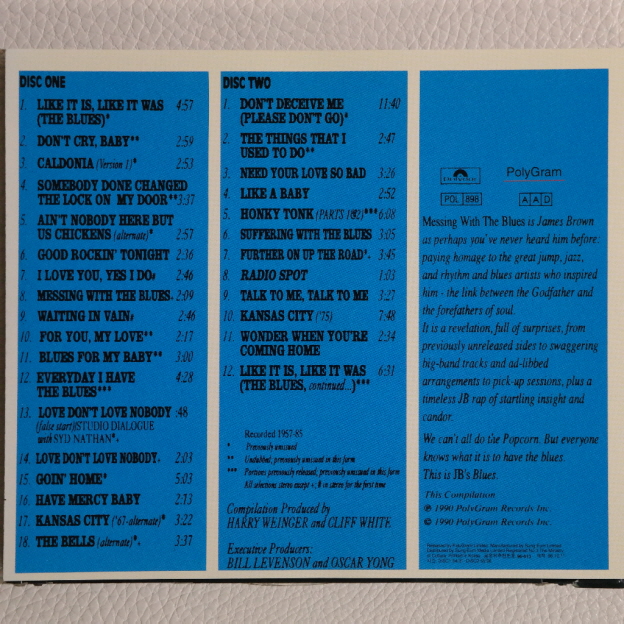 DISC ONE
1. LIKE IT IS, LIKE IT WAS 4:57
(THE BLUES)*
2. DON'T CRY, BABY** 2:59
3. CALDONIA (Version 1)* 2:53
4. SOMEBODY DONE CHANGED
THE LOCK ON MY DOOR** 3:37
5. AIN'T NOBODY HERE BUT
US CHICKENS (alternate)* 2:57
6. GOOD ROCKIN' TONIGHT 2:36
7. I LOVE YOU, YES I DO# 2:46
8. MESSING WITH THE BLUES+ 2:09
9. WAITING IN VAIN# 2:46
10. FOR YOU, MY LOVE** 2:17
11. BLUES FOR MY BABY** 3:00
12. EVERYDAY I HAVE 4:28
THE BLUES***
13. LOVE DON'T LOVE NOBODY :48
(false start)(STUDIO DIALOGUE
with SYD NATHAN*+
14. LOVE DON'T LOVE NOBODY+ 2:03
15. GOIN' HOME* 5:03
16. HAVE MERCY BABY 2:13
17. KANSAS CITY ('67-alternate)* 3:22
18. THE BELLS (alternate)*+ 3:37
DISC TWO
1. DON'T DECEIVE ME 11:40
(PLEASE DON'T GO)*
2. THE THINGS THAT I 2:47
USED TO DO**
3. NEED YOUR LOVE SO BAD 3:26
4. LIKE A BABY 2:52
5. HONKY TONK (PARTS 1&2)*** 6:08
6. SUFFERING WITH THE BLUES 3:05
7. FURTHER ON UP THE ROAD*+ 3:45
8. RADIO SPOT 1:03
9. TALK TO ME, TALK TO ME 3:27
10. KANSAS CITY ('75) 7:48
11. WONDER WHEN YOU'RE 2:34
COMING HOME
12. LIKE IT IS, LIKE IT WAS 6:31
(THE BLUES, continued...)***
Recorded 1957-85
* Previously unissued
** Undubbed, previously unissued in this form
*** Portions previously released; previously unissued in this form
All selections stereo except +; # in stereo for the first time
Compilation Produced by
HARRY WEINGER and CLIFF WHITE
Executive Producers:
BILL LEVENSON and OSCAR YONG
PolyGram
POL 898 A A D
Messing With The Blues is James Brown
as perhaps you've never heard him before:
paying homage to the great jump, jazz,
and rhythm and blues artists who inspired
him - the link between the Godfather and
the forefathers of soul.
It is a revelation, full of surprises, from
previously unreleased sides to swaggering
big-band tracks and ad-libbed
arrangements to pick-up sessions, plus a
timeless JB rap of startling insight and
candor.
We can't all do the Popcorn. But everyone
knows what it is to have the blues.
This is JB's Blues.
This Compilation
℗ 1990 PolyGram Records Inc.
© 1990 PolyGram Records Inc.